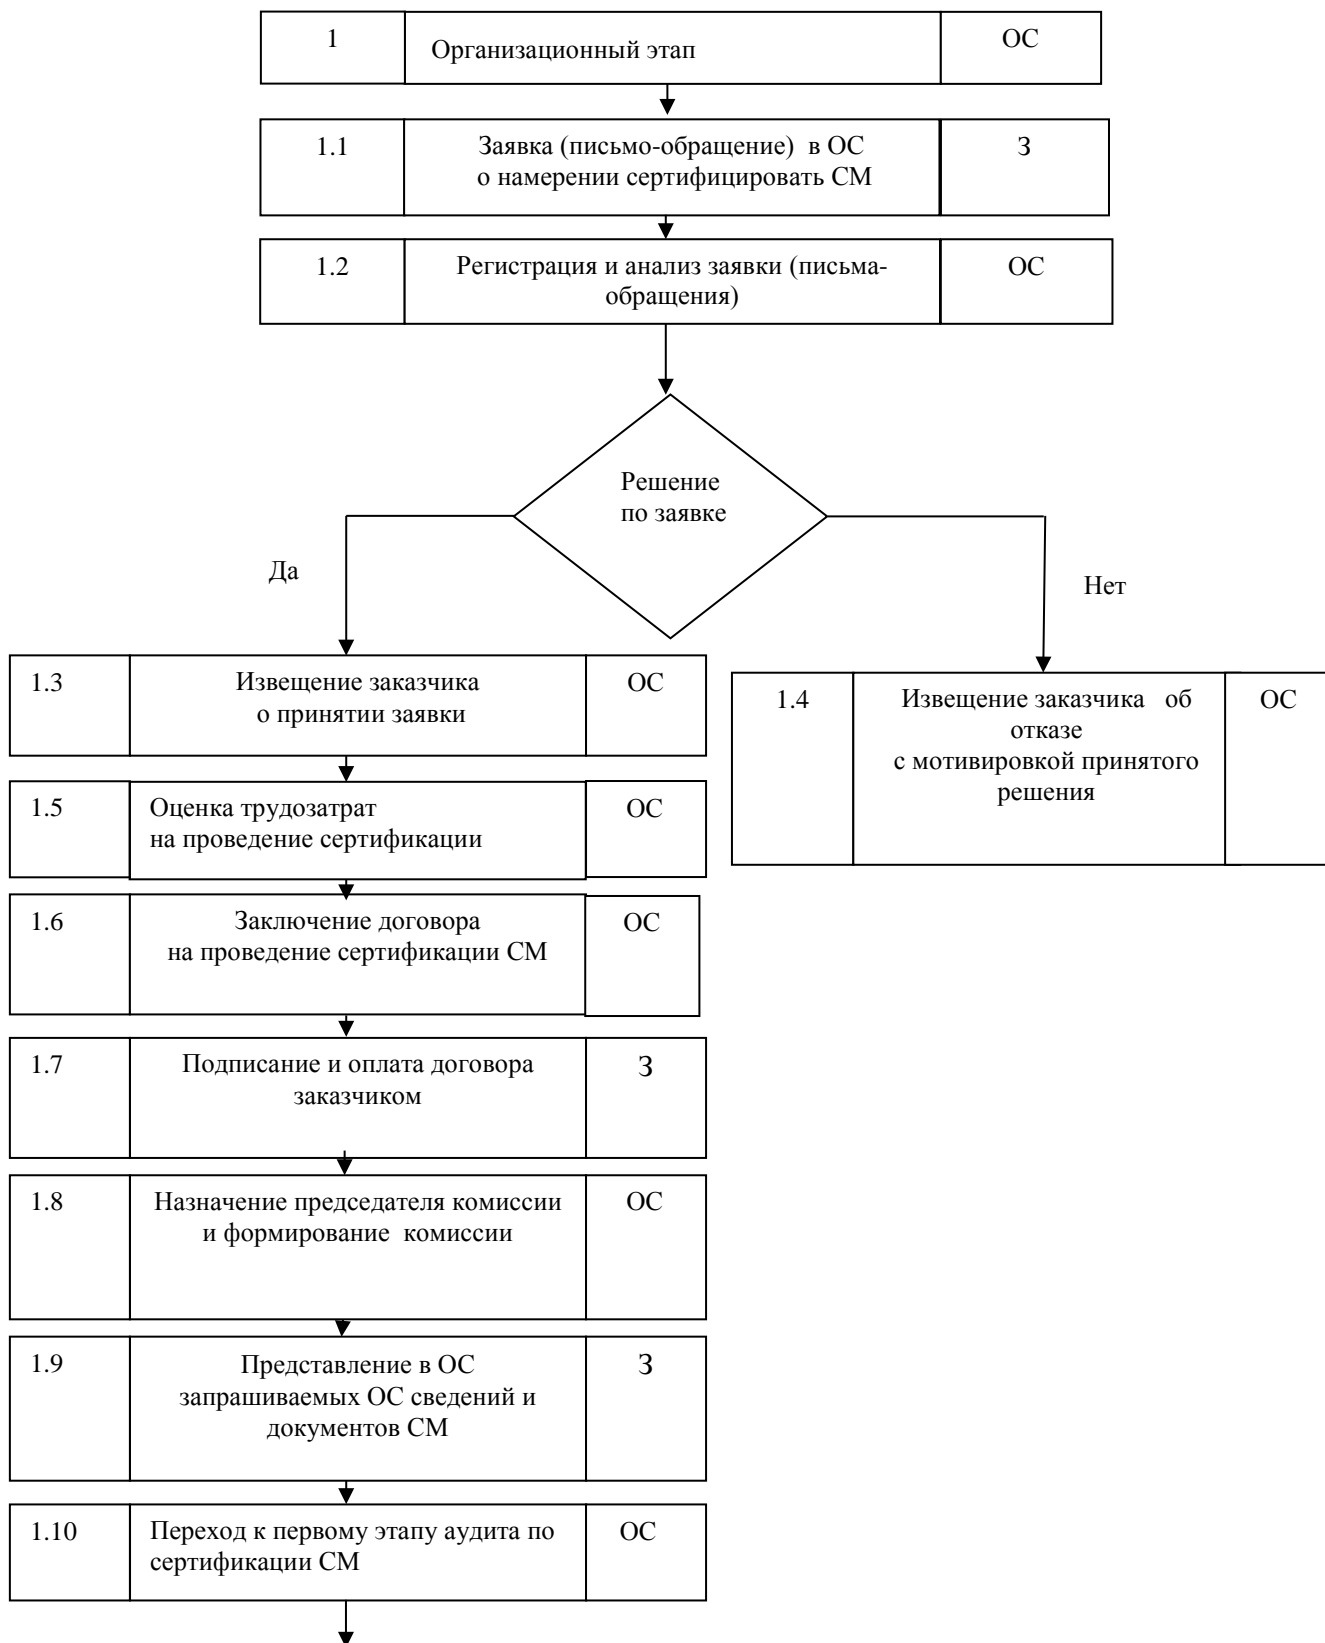 1
Организационный этап
ОС
1.1
Заявка (письмо-обращение) в ОС
о намерении сертифицировать СМ
З
1.2
Регистрация и анализ заявки (письма-
обращения)
ОС
Решение
по заявке
Да
Нет
1.3
Извещение заказчика
о принятии заявки
ОС
1.4
Извещение заказчика об
отказе
с мотивировкой принятого
решения
ОС
1.5
Оценка трудозатрат
на проведение сертификации
ОС
1.6
Заключение договора
на проведение сертификации СМ
ОС
1.7
Подписание и оплата договора
заказчиком
З
1.8
Назначение председателя комиссии
и формирование комиссии
ОС
1.9
Представление в ОС
запрашиваемых ОС сведений и
документов СМ
З
1.10
Переход к первому этапу аудита по
сертификации СМ
ОС